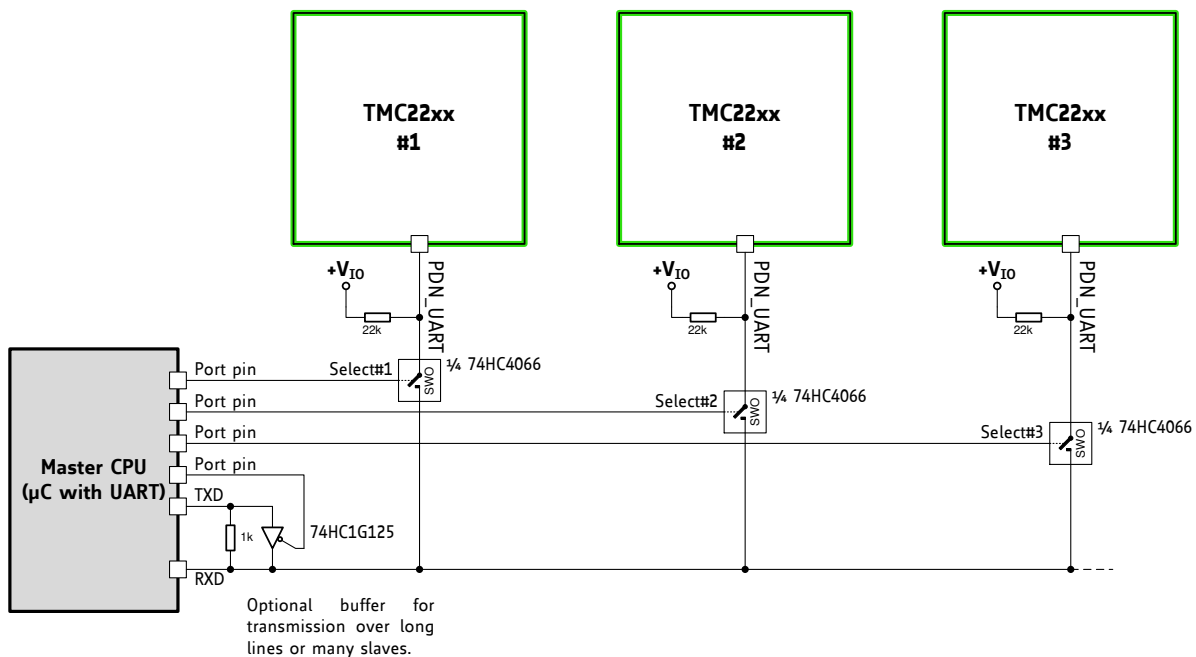 TMC22xx
#1
TMC22xx
#2
TMC22xx
#3
+VIO
22k
PDN_UART
+VIO
22k
PDN_UART
+VIO
22k
PDN_UART
Port pin
Select#1
SWO
¼ 74HC4066
Port pin
Select#2
SWO
¼ 74HC4066
Port pin
Select#3
SWO
¼ 74HC4066
Master CPU
(µC with UART)
Port pin
TXD
1k
74HC1G125
RXD
Optional buffer for
transmission over long
lines or many slaves.